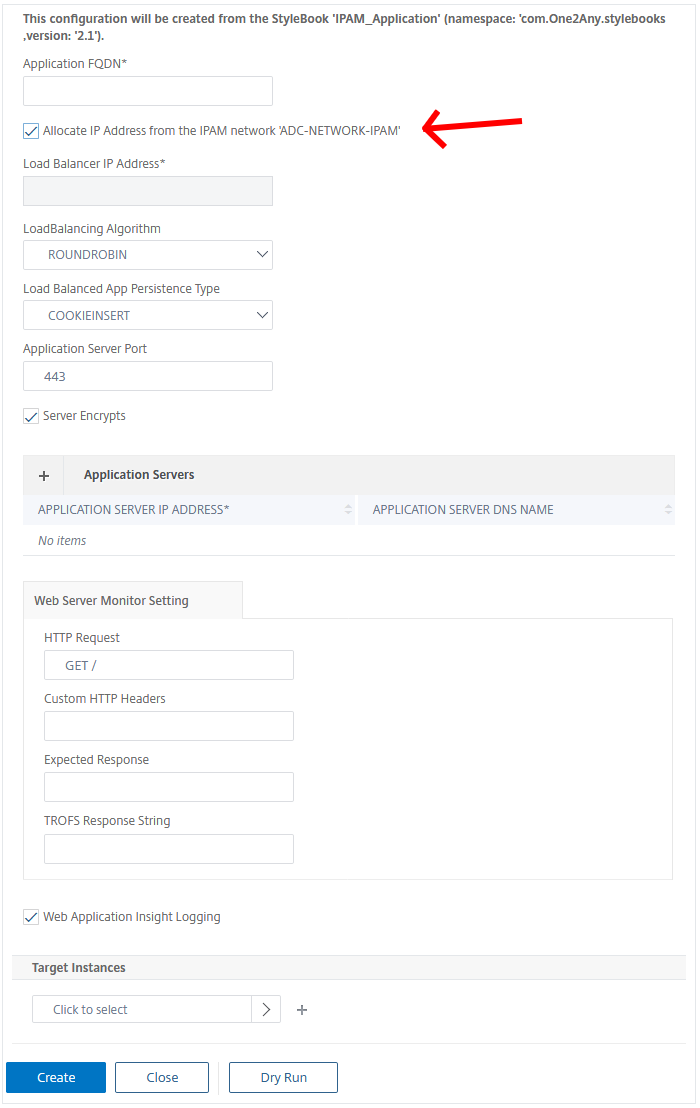 This configuration will be created from the StyleBook 'IPAM_Application' (namespace: 'com.One2Any.stylebooks
,version: '2.1').
Application FQDN*
Allocate IP Address from the IPAM network 'ADC-NETWORK-IPAM'
Load Balancer IP Address*
LoadBalancing Algorithm
ROUNDROBIN
Load Balanced App Persistence Type
COOKIEINSERT
Application Server Port
443
Server Encrypts
+ Application Servers
APPLICATION SERVER IP ADDRESS* APPLICATION SERVER DNS NAME
No items
Web Server Monitor Setting
HTTP Request
GET /
Custom HTTP Headers
Expected Response
TROFS Response String
Web Application Insight Logging
Target Instances
Click to select +
Create Close Dry Run